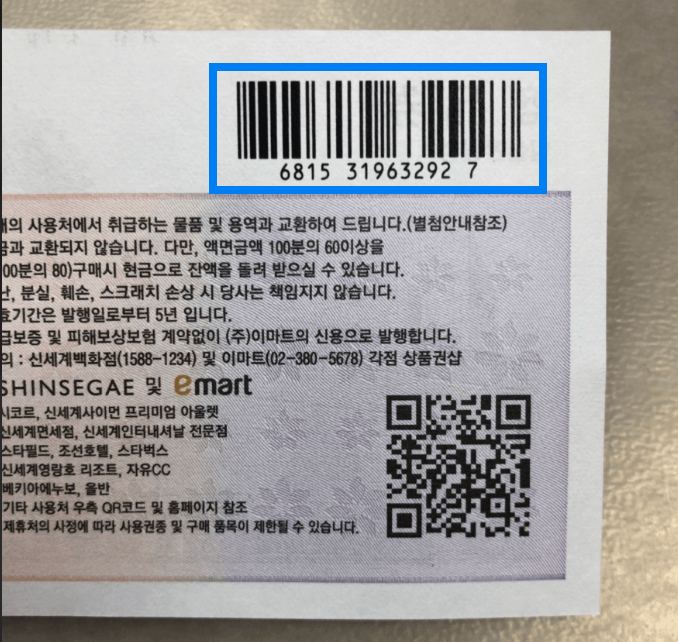 6815 31963292 7
의 사용처에서 취급하는 물품 및 용역과 교환하여 드립니다.(별첨안내참조)
과 교환되지 않습니다. 다만, 액면금액 100분의 60이상을
00분의 80)구매시 현금으로 잔액을 돌려 받으실 수 있습니다.
난, 분실, 훼손, 스크래치 손상 시 당사는 책임지지 않습니다.
효기간은 발행일로부터 5년 입니다.
급보증 및 피해보상보험 계약없이 (주)이마트의 신용으로 발행합니다.
의 : 신세계백화점(1588-1234) 및 이마트(02-380-5678) 각점 상품권샵
SHINSEGAE 및 emart
시코르, 신세계사이먼 프리미엄 아울렛
신세계면세점, 신세계인터내셔날 전문점
스타필드, 조선호텔, 스타벅스
신세계영랑호 리조트, 자유CC
베키아에누보, 올반
기타 사용처 우측 QR코드 및 홈페이지 참조
제휴처의 사정에 따라 사용권종 및 구매 품목이 제한될 수 있습니다.